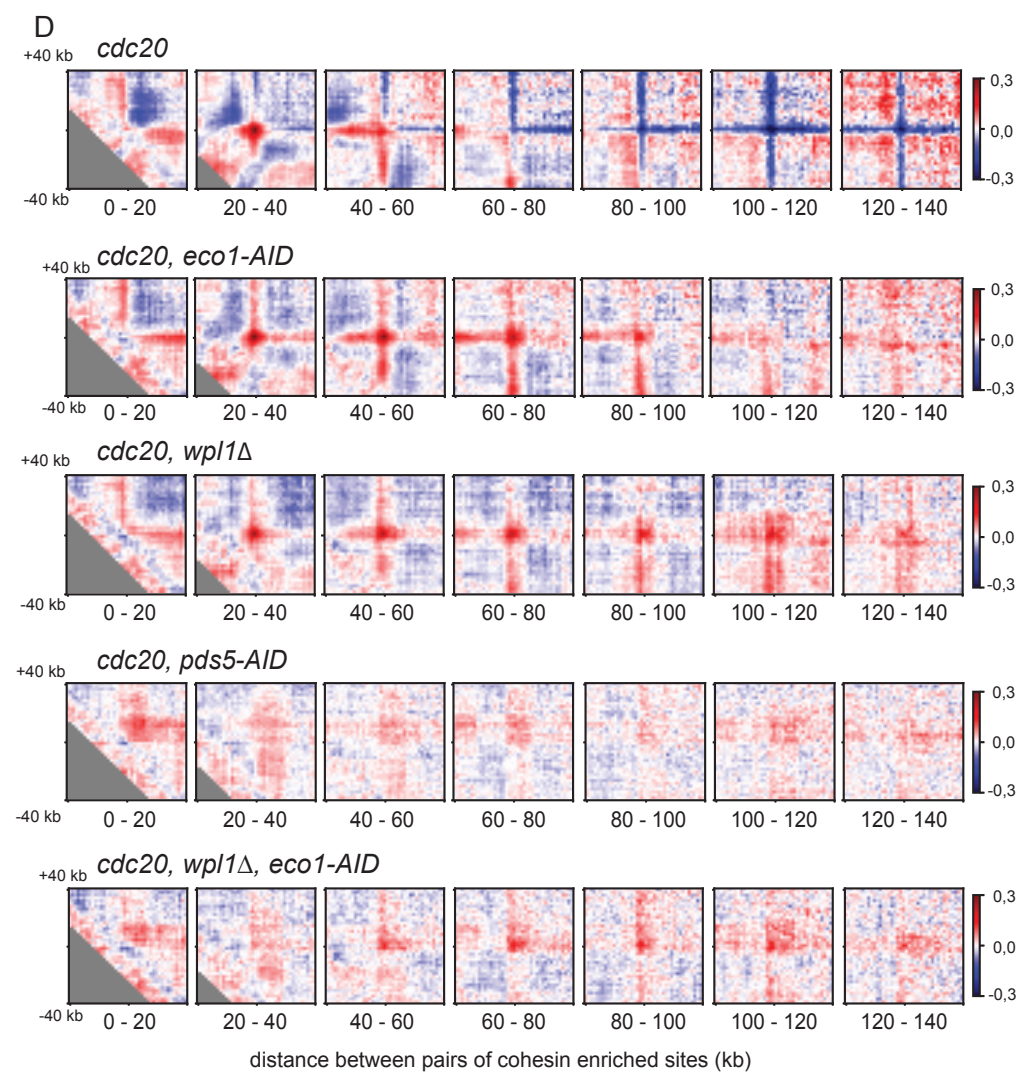 D
cdc20
+40 kb
0.3
0,0
-0,3
-40 kb
0 - 20 20 - 40 40 - 60 60 - 80 80 - 100 100 - 120 120 - 140
cdc20, eco1-AID
+40 kb
0,3
0,0
-0,3
-40 kb
0 - 20 20 - 40 40 - 60 60 - 80 80 - 100 100 - 120 120 - 140
cdc20, wpl1Δ
+40 kb
0,3
0,0
-0,3
-40 kb
0 - 20 20 - 40 40 - 60 60 - 80 80 - 100 100 - 120 120 - 140
cdc20, pds5-AID
+40 kb
0,3
0,0
-0,3
-40 kb
0 - 20 20 - 40 40 - 60 60 - 80 80 - 100 100 - 120 120 - 140
cdc20, wpl1Δ, eco1-AID
+40 kb
0,3
0,0
-0,3
-40 kb
0 - 20 20 - 40 40 - 60 60 - 80 80 - 100 100 - 120 120 - 140
distance between pairs of cohesin enriched sites (kb)